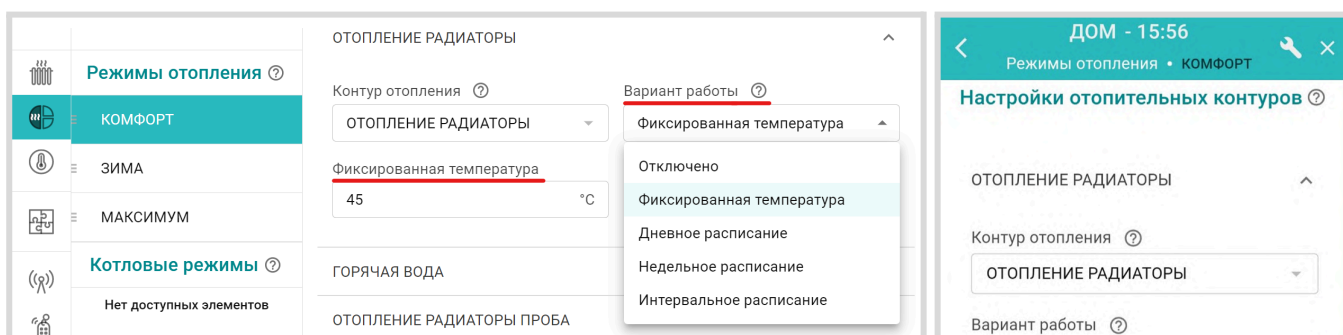 Режимы отопления ?
КОМФОРТ
ЗИМА
МАКСИМУМ
Котловые режимы ?
Нет доступных элементов
ОТОПЛЕНИЕ РАДИАТОРЫ
Контур отопления ?
ОТОПЛЕНИЕ РАДИАТОРЫ
Вариант работы ?
Фиксированная температура
Фиксированная температура
45 °C
Отключено
Фиксированная температура
Дневное расписание
Недельное расписание
Интервальное расписание
ГОРЯЧАЯ ВОДА
ОТОПЛЕНИЕ РАДИАТОРЫ ПРОБА
ДОМ - 15:56
Режимы отопления • КОМФОРТ
Настройки отопительных контуров ?
ОТОПЛЕНИЕ РАДИАТОРЫ
Контур отопления ?
ОТОПЛЕНИЕ РАДИАТОРЫ
Вариант работы ?